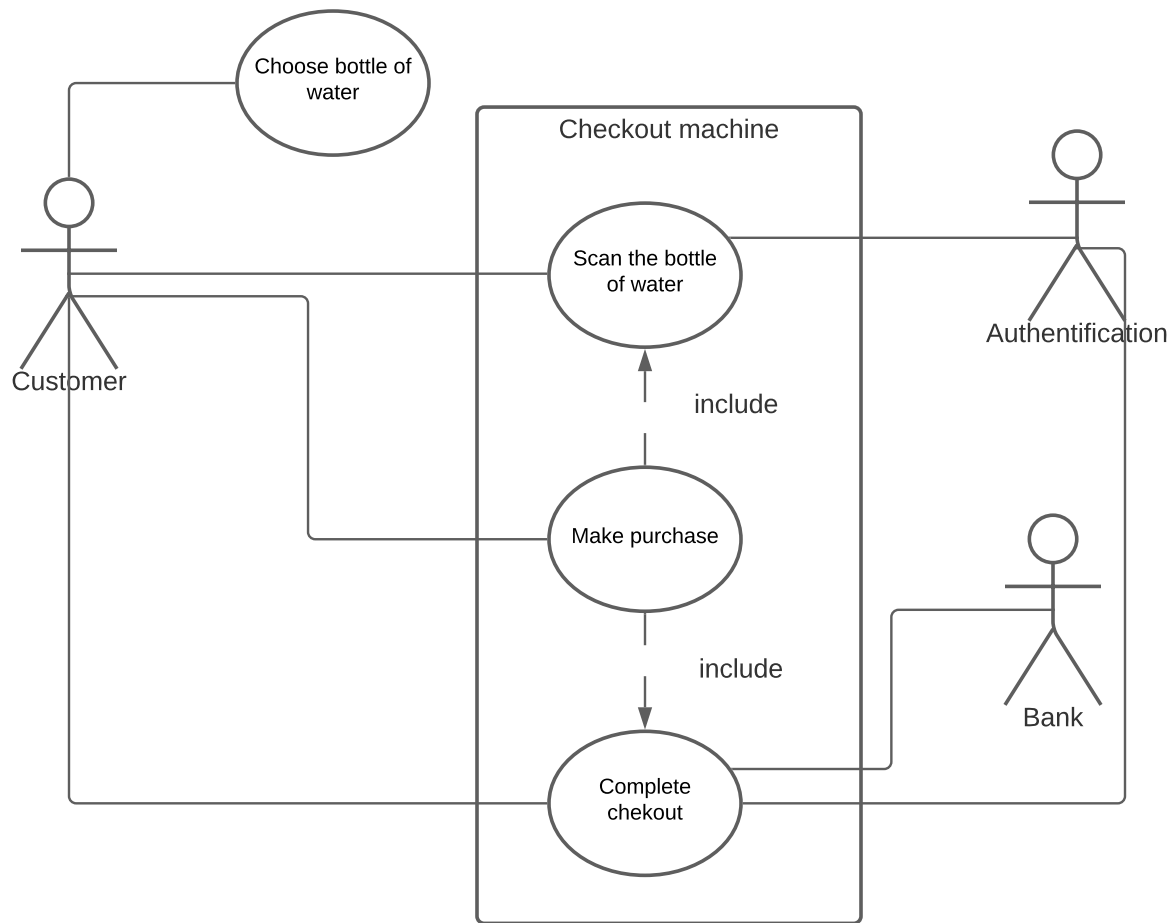 Choose bottle of
water
Checkout machine
Scan the bottle
of water
Authentification
Customer
include
Make purchase
include
Bank
Complete
chekout